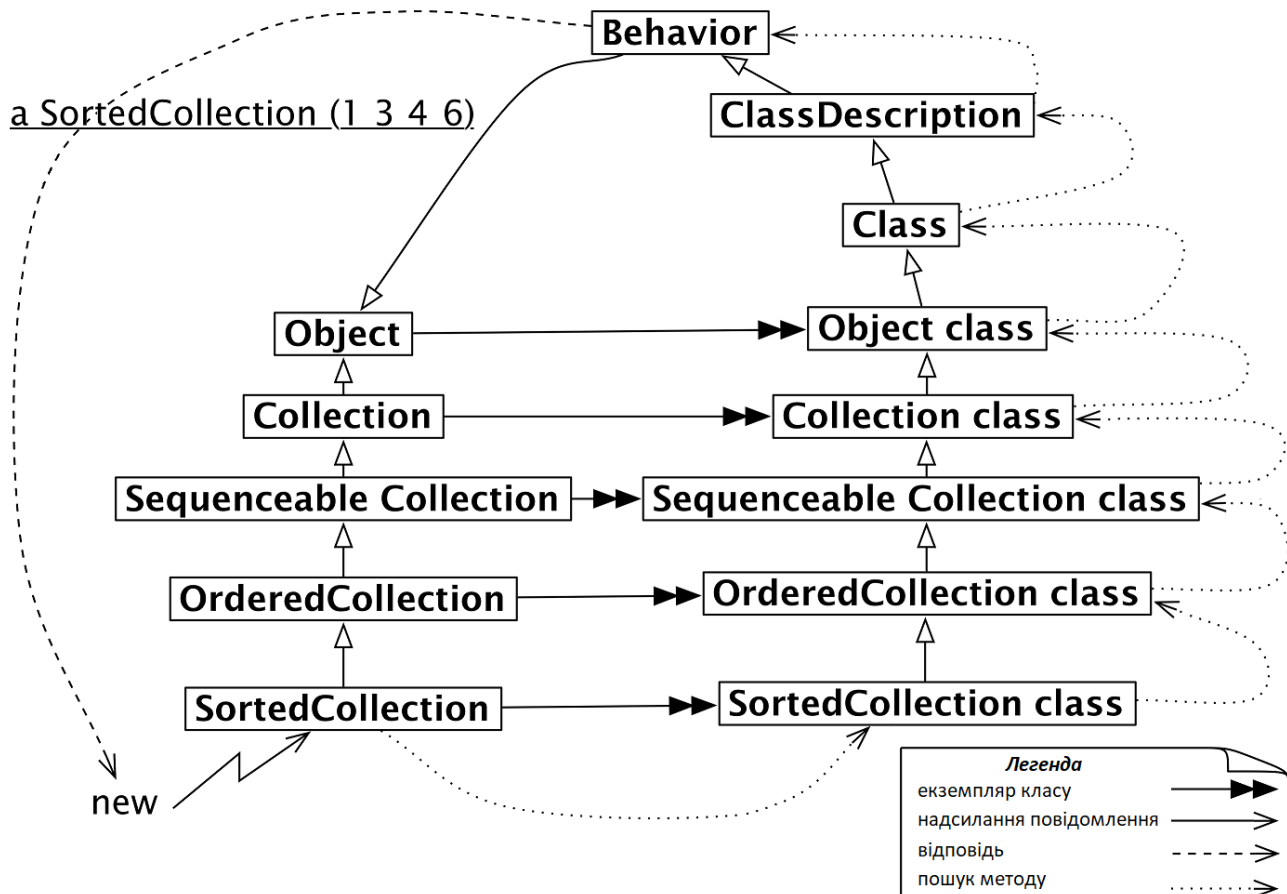 Behavior
a SortedCollection (1 3 4 6)
ClassDescription
Class
Object
Object class
Collection
Collection class
Sequenceable Collection
Sequenceable Collection class
OrderedCollection
OrderedCollection class
SortedCollection
SortedCollection class
new
Легенда
екземпляр класу
надсилання повідомлення
відповідь
пошук методу